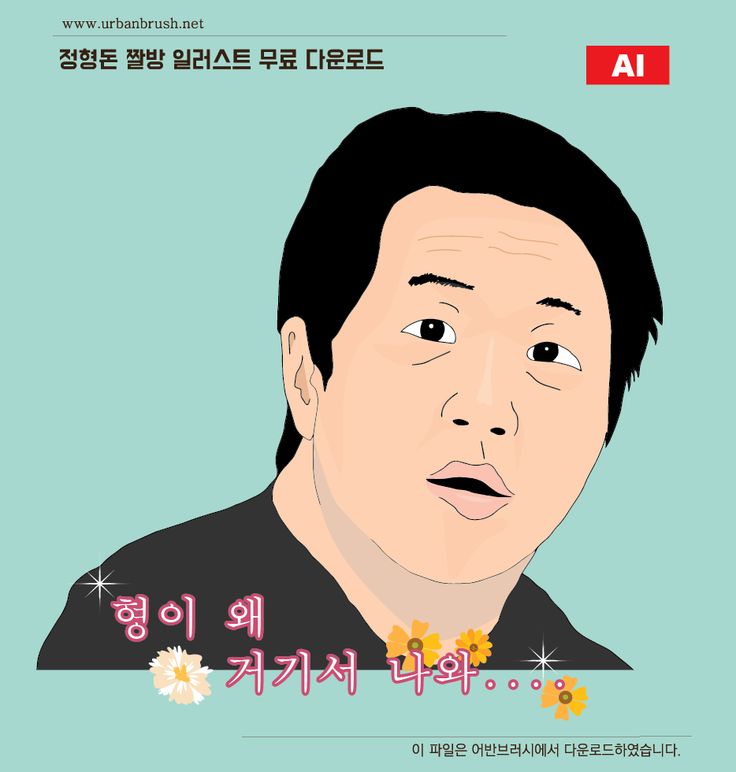 www.urbanbrush.net
정형돈 짤방 일러스트 무료 다운로드
AI
형이 왜
거기서 나와....
이 파일은 어반브러시에서 다운로드하였습니다.